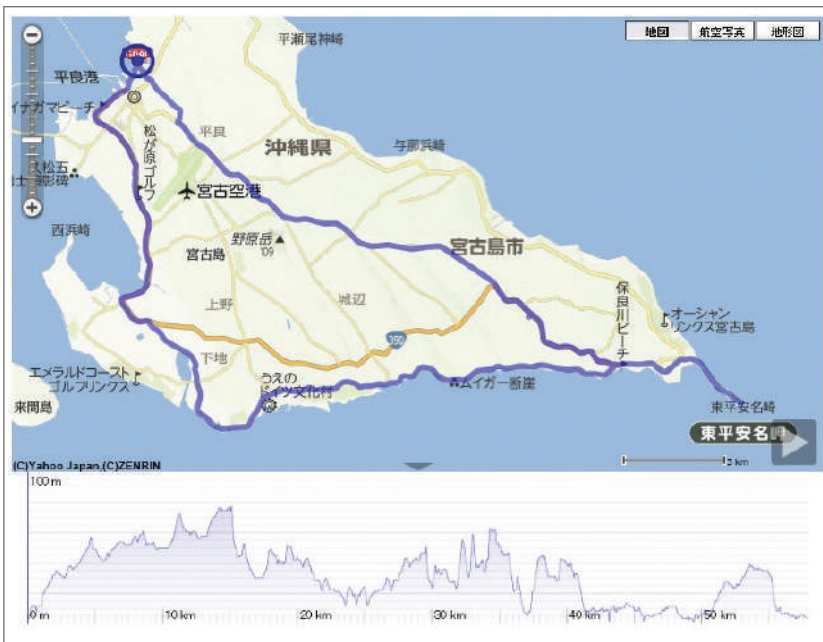 地図
航空写真
地形図
平瀬尾神崎
平良港
イナガマビーチ
平良
松が原ゴルフ
沖縄県
与那浜崎
久松五
宮古空港
西浜崎
野原岳
'09
宮古島
宮古島市
上野
城辺
保良川ビーチ
オーシャン
リンクス宮古島
390
下地
エメラルドコースト
ゴルフリンクス
うえの
ドイツ文化村
ムイガー断崖
来間島
東平安名崎
東平安名岬
(C)Yahoo Japan,(C)ZENRIN
100 m
0 m
10 km
20 km
30 km
40 km
50 km